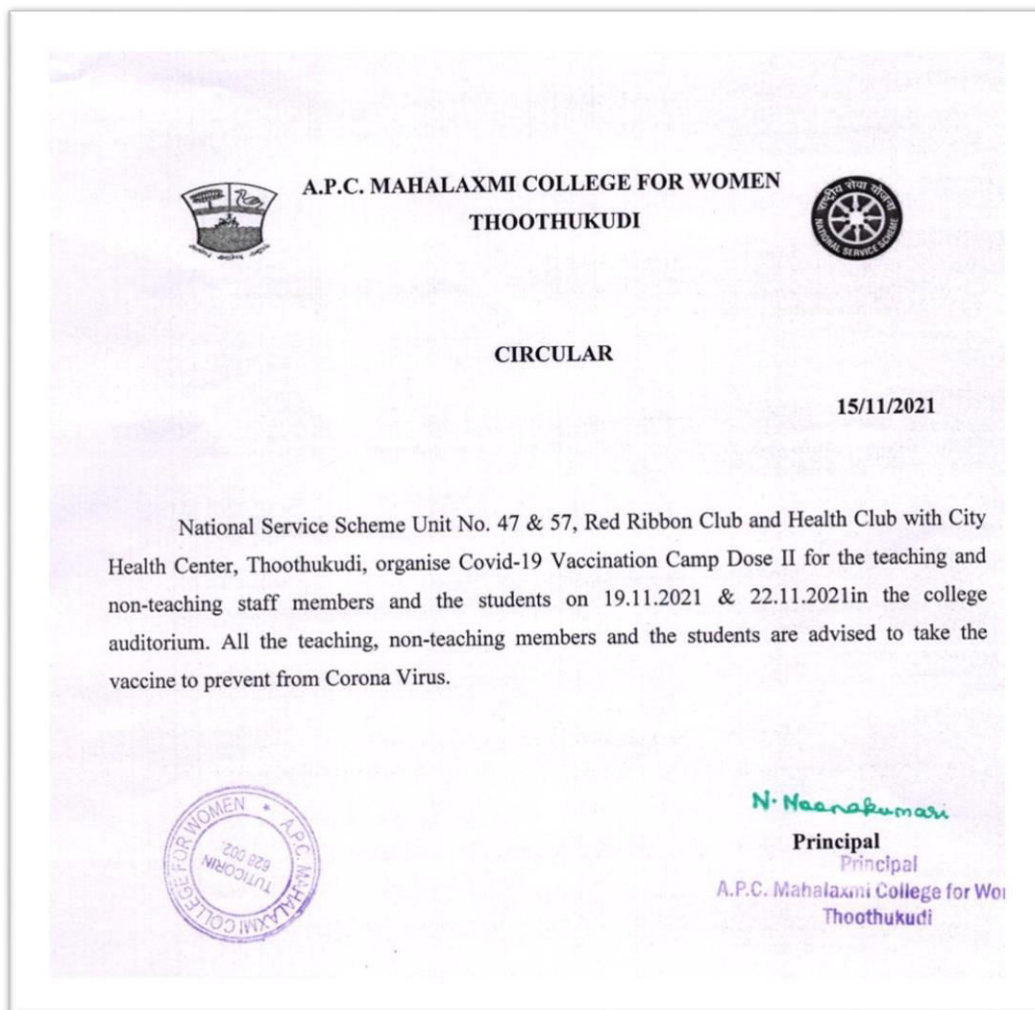 A.P.C. MAHALAXMI COLLEGE FOR WOMEN
THOOTHUKUDI
राष्ट्रीय सेवा योजना
NATIONAL SERVICE SCHEME
CIRCULAR
15/11/2021
National Service Scheme Unit No. 47 & 57, Red Ribbon Club and Health Club with City
Health Center, Thoothukudi, organise Covid-19 Vaccination Camp Dose II for the teaching and
non-teaching staff members and the students on 19.11.2021 & 22.11.2021in the college
auditorium. All the teaching, non-teaching members and the students are advised to take the
vaccine to prevent from Corona Virus.
A.P.C. MAHALAXMI COLLEGE FOR WOMEN
TUTICORIN
628 002.
Principal
Principal
A.P.C. Mahalaxmi College for Wo
Thoothukudi